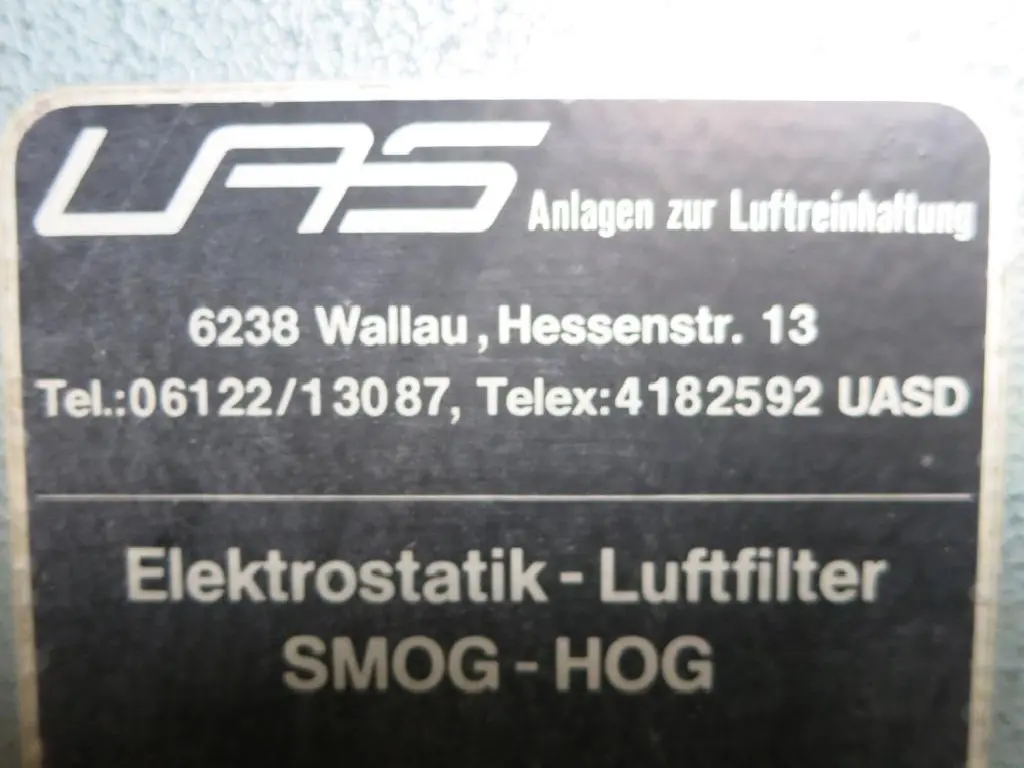 UAS Anlagen zur Luftreinhaltung
6238 Wallau, Hessenstr. 13
Tel.:06122/13087, Telex:4182592 UASD
Elektrostatik - Luftfilter
SMOG - HOG